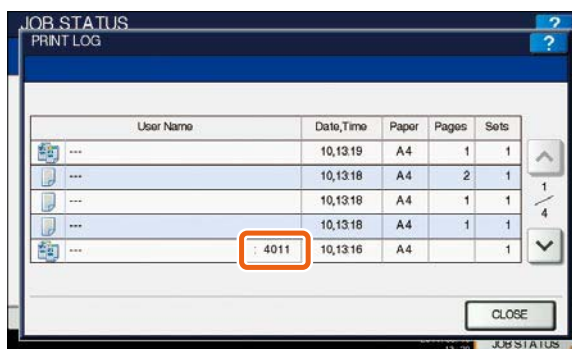 JOB STATUS ?
PRINT LOG ?
User Name Date,Time Paper Pages Sets
--- 10,13:19 A4 1 1
--- 10,13:18 A4 2 1
--- 10,13:18 A4 1 1
--- 10,13:18 A4 1 1
--- : 4011 10,13:16 A4 1
1
4
CLOSE
JOB STATUS